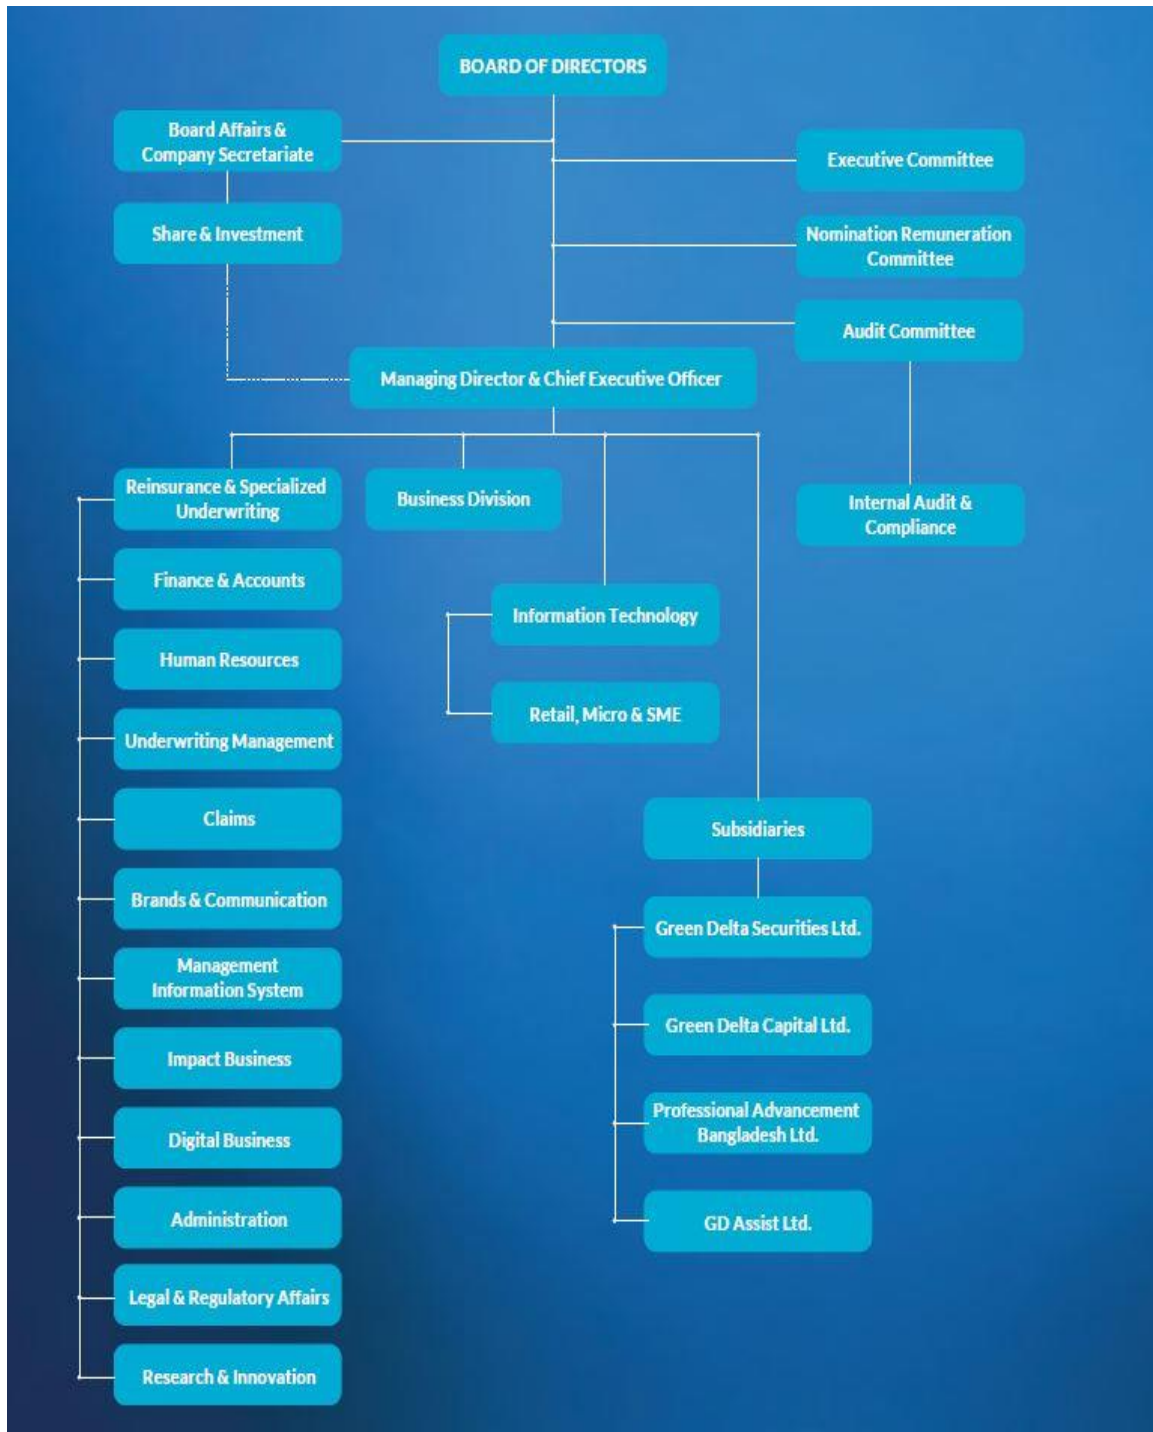 BOARD OF DIRECTORS
Board Affairs &
Company Secretariate
Executive Committee
Share & Investment
Nomination Remuneration
Committee
Audit Committee
Managing Director & Chief Executive Officer
Reinsurance & Specialized
Underwriting
Business Division
Internal Audit &
Compliance
Finance & Accounts
Information Technology
Human Resources
Retail, Micro & SME
Underwriting Management
Claims
Subsidiaries
Brands & Communication
Green Delta Securities Ltd.
Management
Information System
Green Delta Capital Ltd.
Impact Business
Professional Advancement
Bangladesh Ltd.
Digital Business
Administration
GD Assist Ltd.
Legal & Regulatory Affairs
Research & Innovation